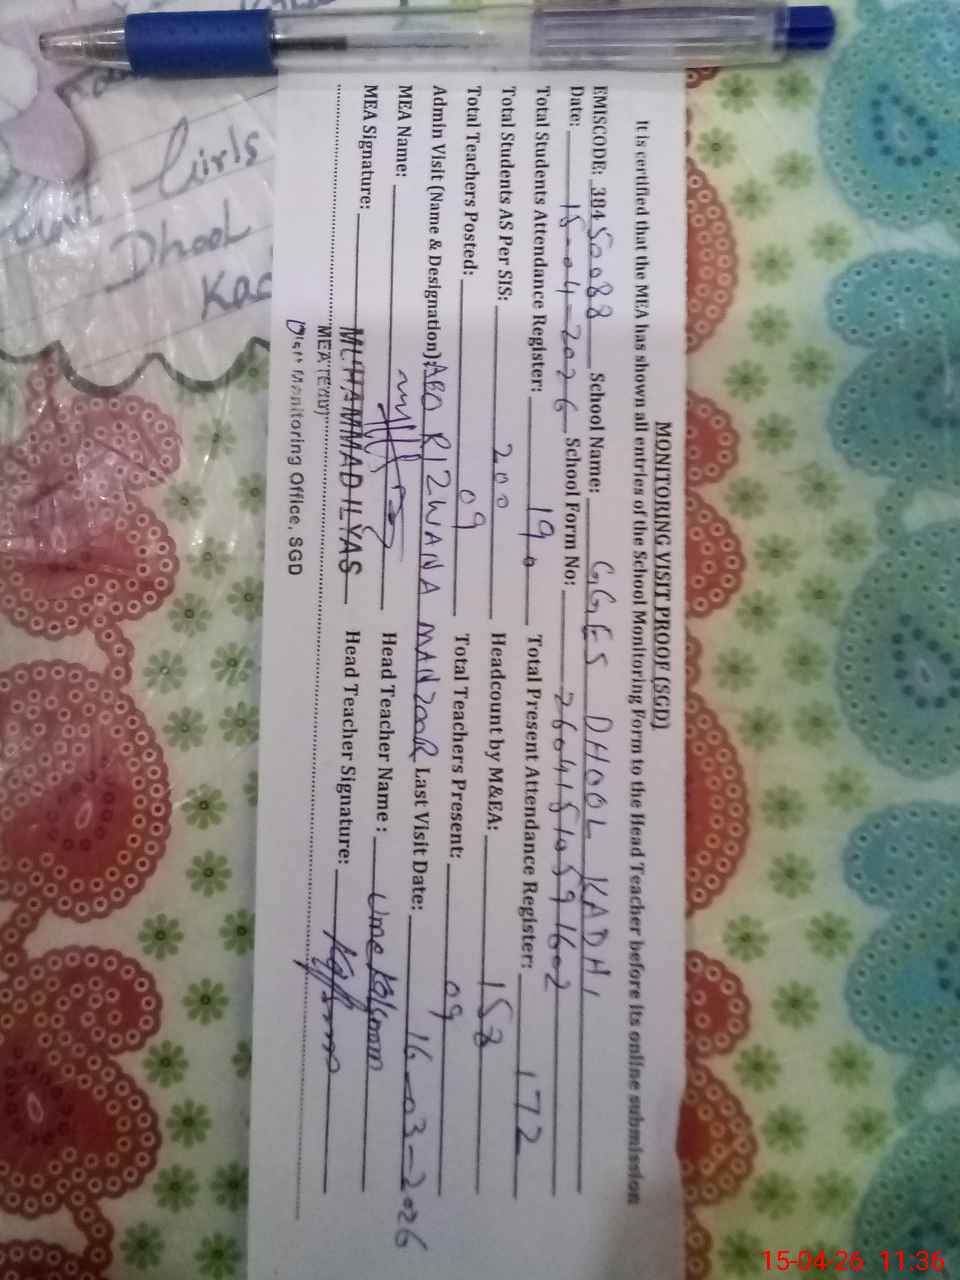 MONITORING VISIT PROOF (SGD)
It is certified that the MEA has shown all entries of the School Monitoring Form to the Head Teacher before its online submission
EMISCODE: 38450088 School Name: GGES DHOOL KADHI
Date: 15-04-2026 School Form No: 26041510591602
Total Students Attendance Register: 190 Total Present Attendance Register: 172
Total Students AS Per SIS: 200 Headcount by M&EA: 158
Total Teachers Posted: 09 Total Teachers Present: 09
Admin Visit (Name & Designation): AEO RIZWANA MANZOOR Last Visit Date: 16-03-2026
MEA Name: Head Teacher Name: Ume Kalsoom
MEA Signature: MUHAMMAD ILYAS Head Teacher Signature:
MEA
Distt Monitoring Office, SGD
Girls
Dhool
15-04-26 11:36